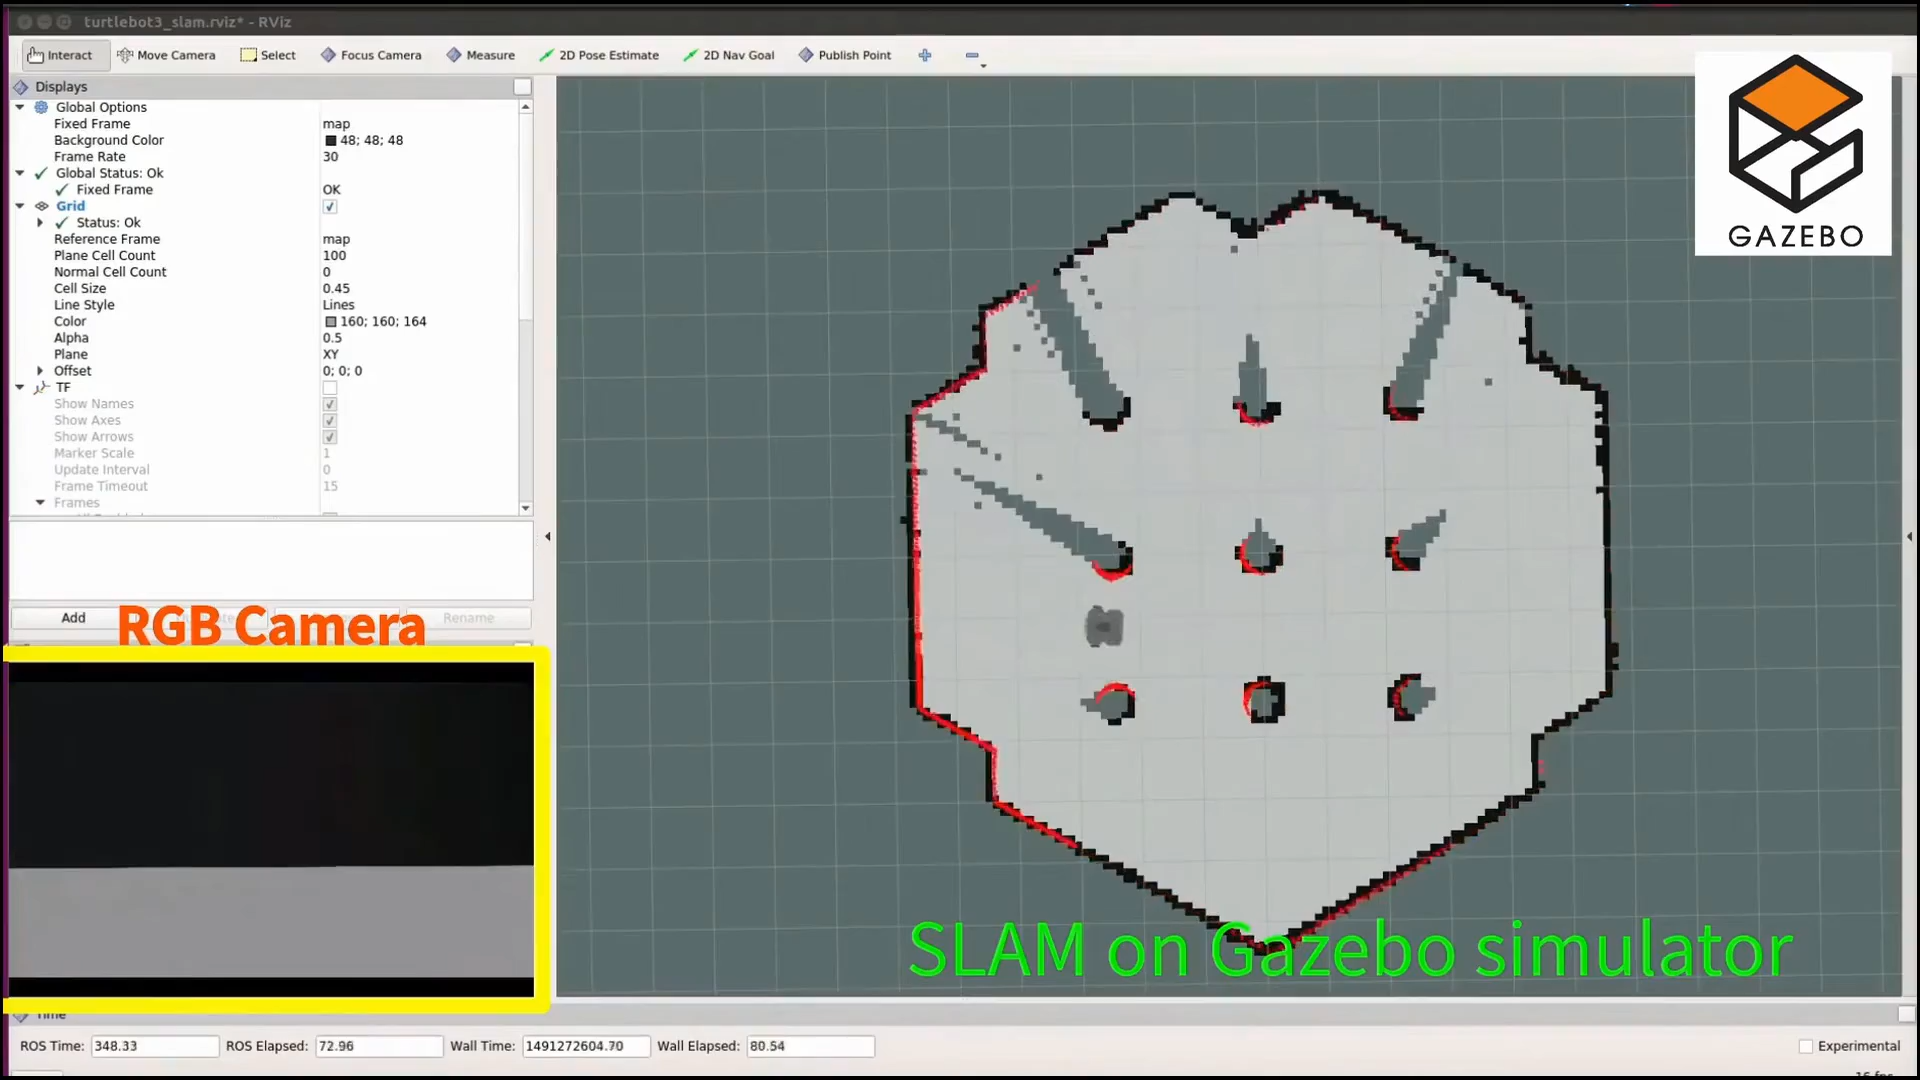 turtlebot3_slam.rviz* - RViz
Interact Move Camera Select Focus Camera Measure 2D Pose Estimate 2D Nav Goal Publish Point
Displays
Global Options
Fixed Frame map
Background Color 48; 48; 48
Frame Rate 30
Global Status: Ok
Fixed Frame OK
Grid
Status: Ok
Reference Frame map
Plane Cell Count 100
Normal Cell Count 0
Cell Size 0.45
Line Style Lines
Color 160; 160; 164
Alpha 0.5
Plane XY
Offset 0; 0; 0
TF
Show Names
Show Axes
Show Arrows
Marker Scale 1
Update Interval 0
Frame Timeout 15
Frames
Add Rename
RGB Camera
GAZEBO
SLAM on Gazebo simulator
Time
ROS Time: 348.33 ROS Elapsed: 72.96 Wall Time: 1491272604.70 Wall Elapsed: 80.54 Experimental